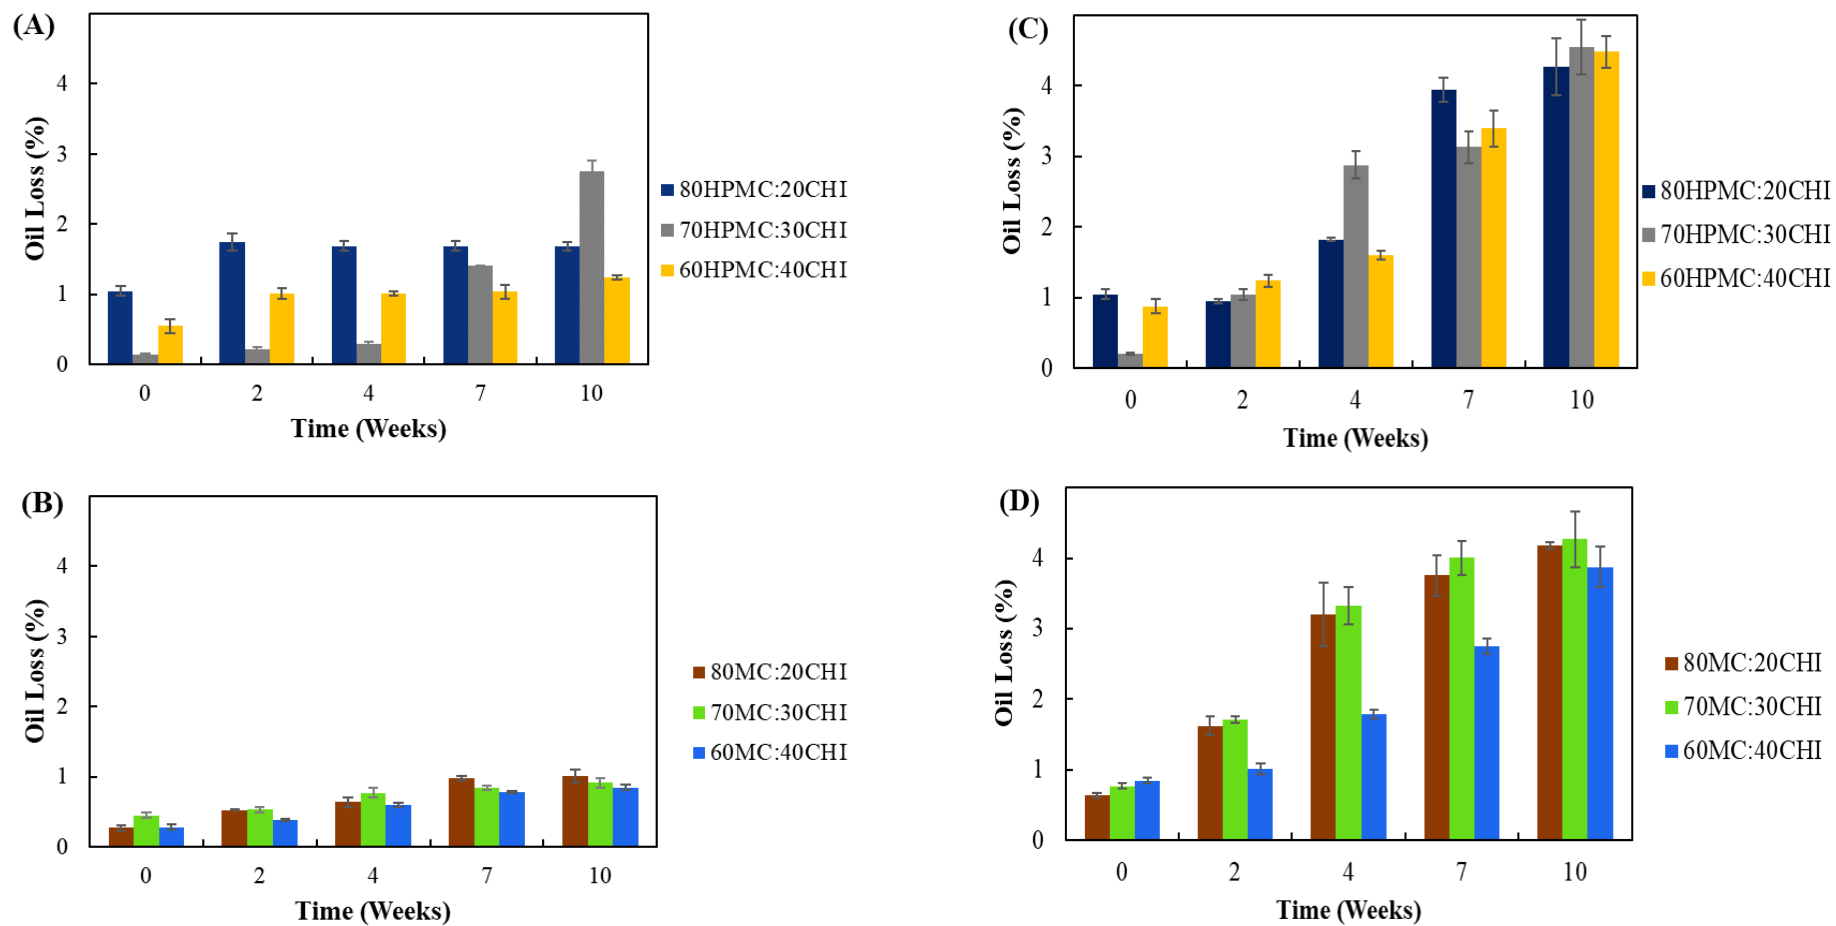 (A)
Oil Loss (%)
4
3
2
1
0
0 2 4 7 10
Time (Weeks)
80HPMC:20CHI
70HPMC:30CHI
60HPMC:40CHI
(C)
Oil Loss (%)
4
3
2
1
0
0 2 4 7 10
Time (Weeks)
80HPMC:20CHI
70HPMC:30CHI
60HPMC:40CHI
(B)
Oil Loss (%)
4
3
2
1
0
0 2 4 7 10
Time (Weeks)
80MC:20CHI
70MC:30CHI
60MC:40CHI
(D)
Oil Loss (%)
4
3
2
1
0
0 2 4 7 10
Time (Weeks)
80MC:20CHI
70MC:30CHI
60MC:40CHI